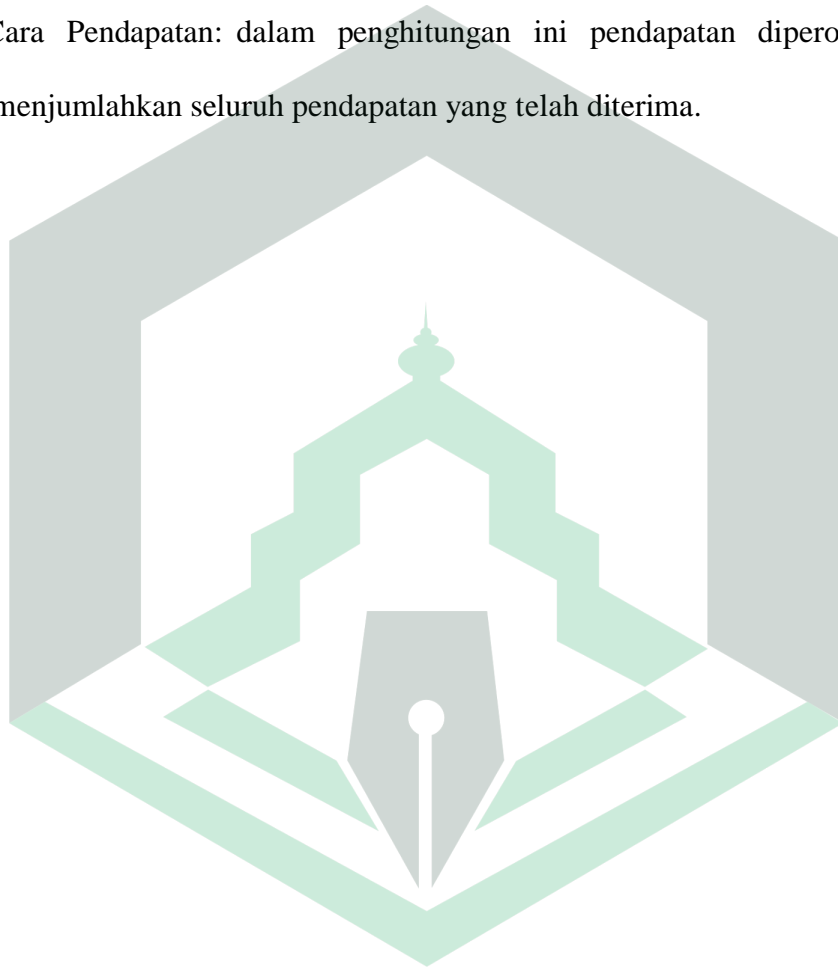 Cara Pendapatan: dalam penghitungan ini pendapatan
menjumlahkan seluruh pendapatan yang telah diterima.